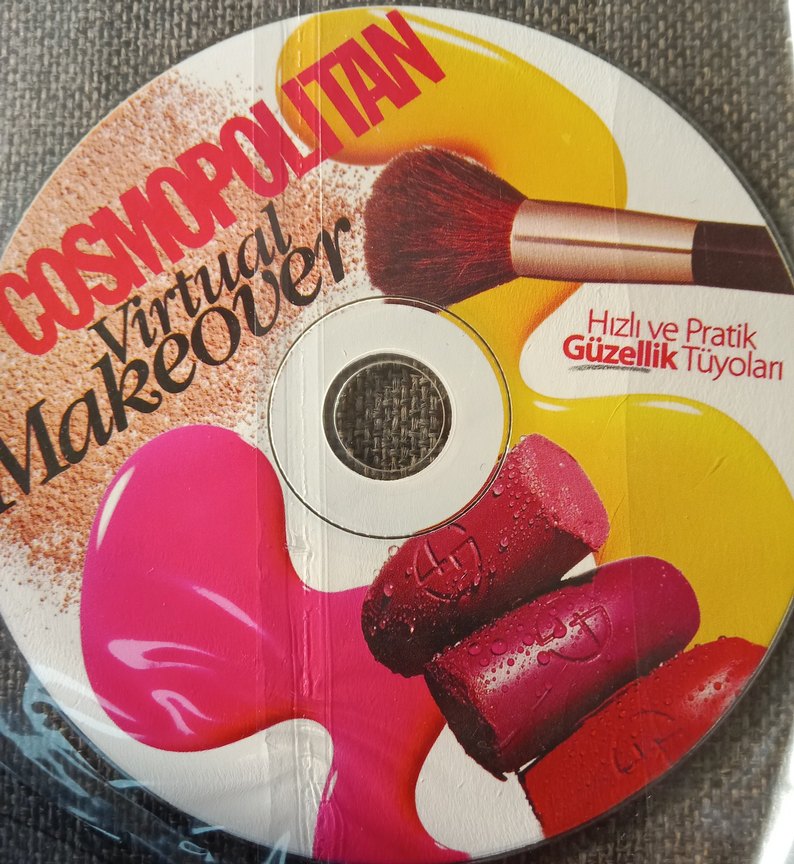 COSMOPOLITAN
Virtual
Makeover
Hızlı ve Pratik
Güzellik Tüyoları